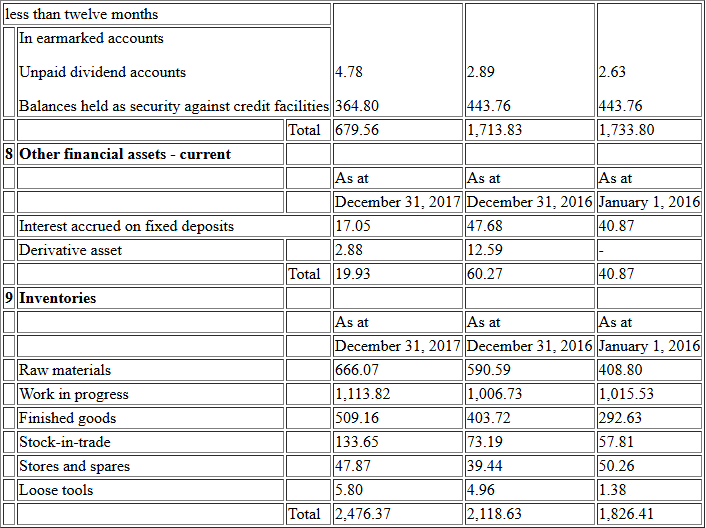 less than twelve months
In earmarked accounts
Unpaid dividend accounts 4.78 2.89 2.63
Balances held as security against credit facilities 364.80 443.76 443.76
Total 679.56 1,713.83 1,733.80
8 Other financial assets - current
As at As at As at
December 31, 2017 December 31, 2016 January 1, 2016
Interest accrued on fixed deposits 17.05 47.68 40.87
Derivative asset 2.88 12.59 -
Total 19.93 60.27 40.87
9 Inventories
As at As at As at
December 31, 2017 December 31, 2016 January 1, 2016
Raw materials 666.07 590.59 408.80
Work in progress 1,113.82 1,006.73 1,015.53
Finished goods 509.16 403.72 292.63
Stock-in-trade 133.65 73.19 57.81
Stores and spares 47.87 39.44 50.26
Loose tools 5.80 4.96 1.38
Total 2,476.37 2,118.63 1,826.41